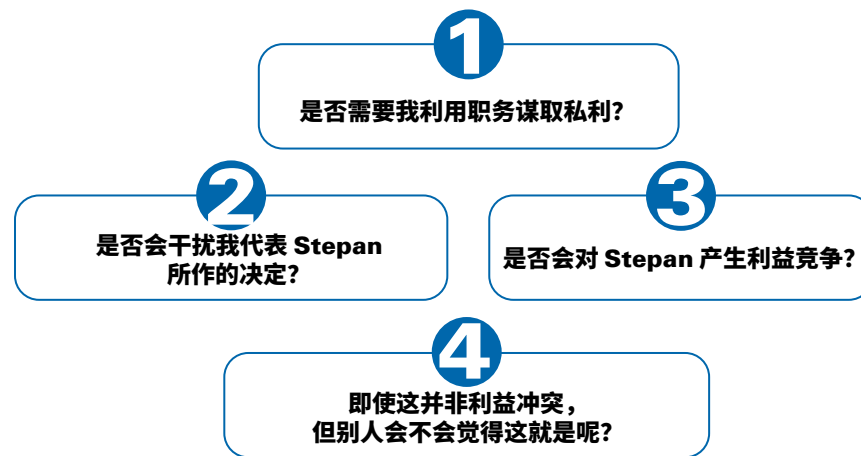 1
是否需要我利用职务谋取私利？
2
是否会干扰我代表 Stepan
所作的决定？
3
是否会对 Stepan 产生利益竞争？
4
即使这并非利益冲突，
但别人会不会觉得这就是呢？